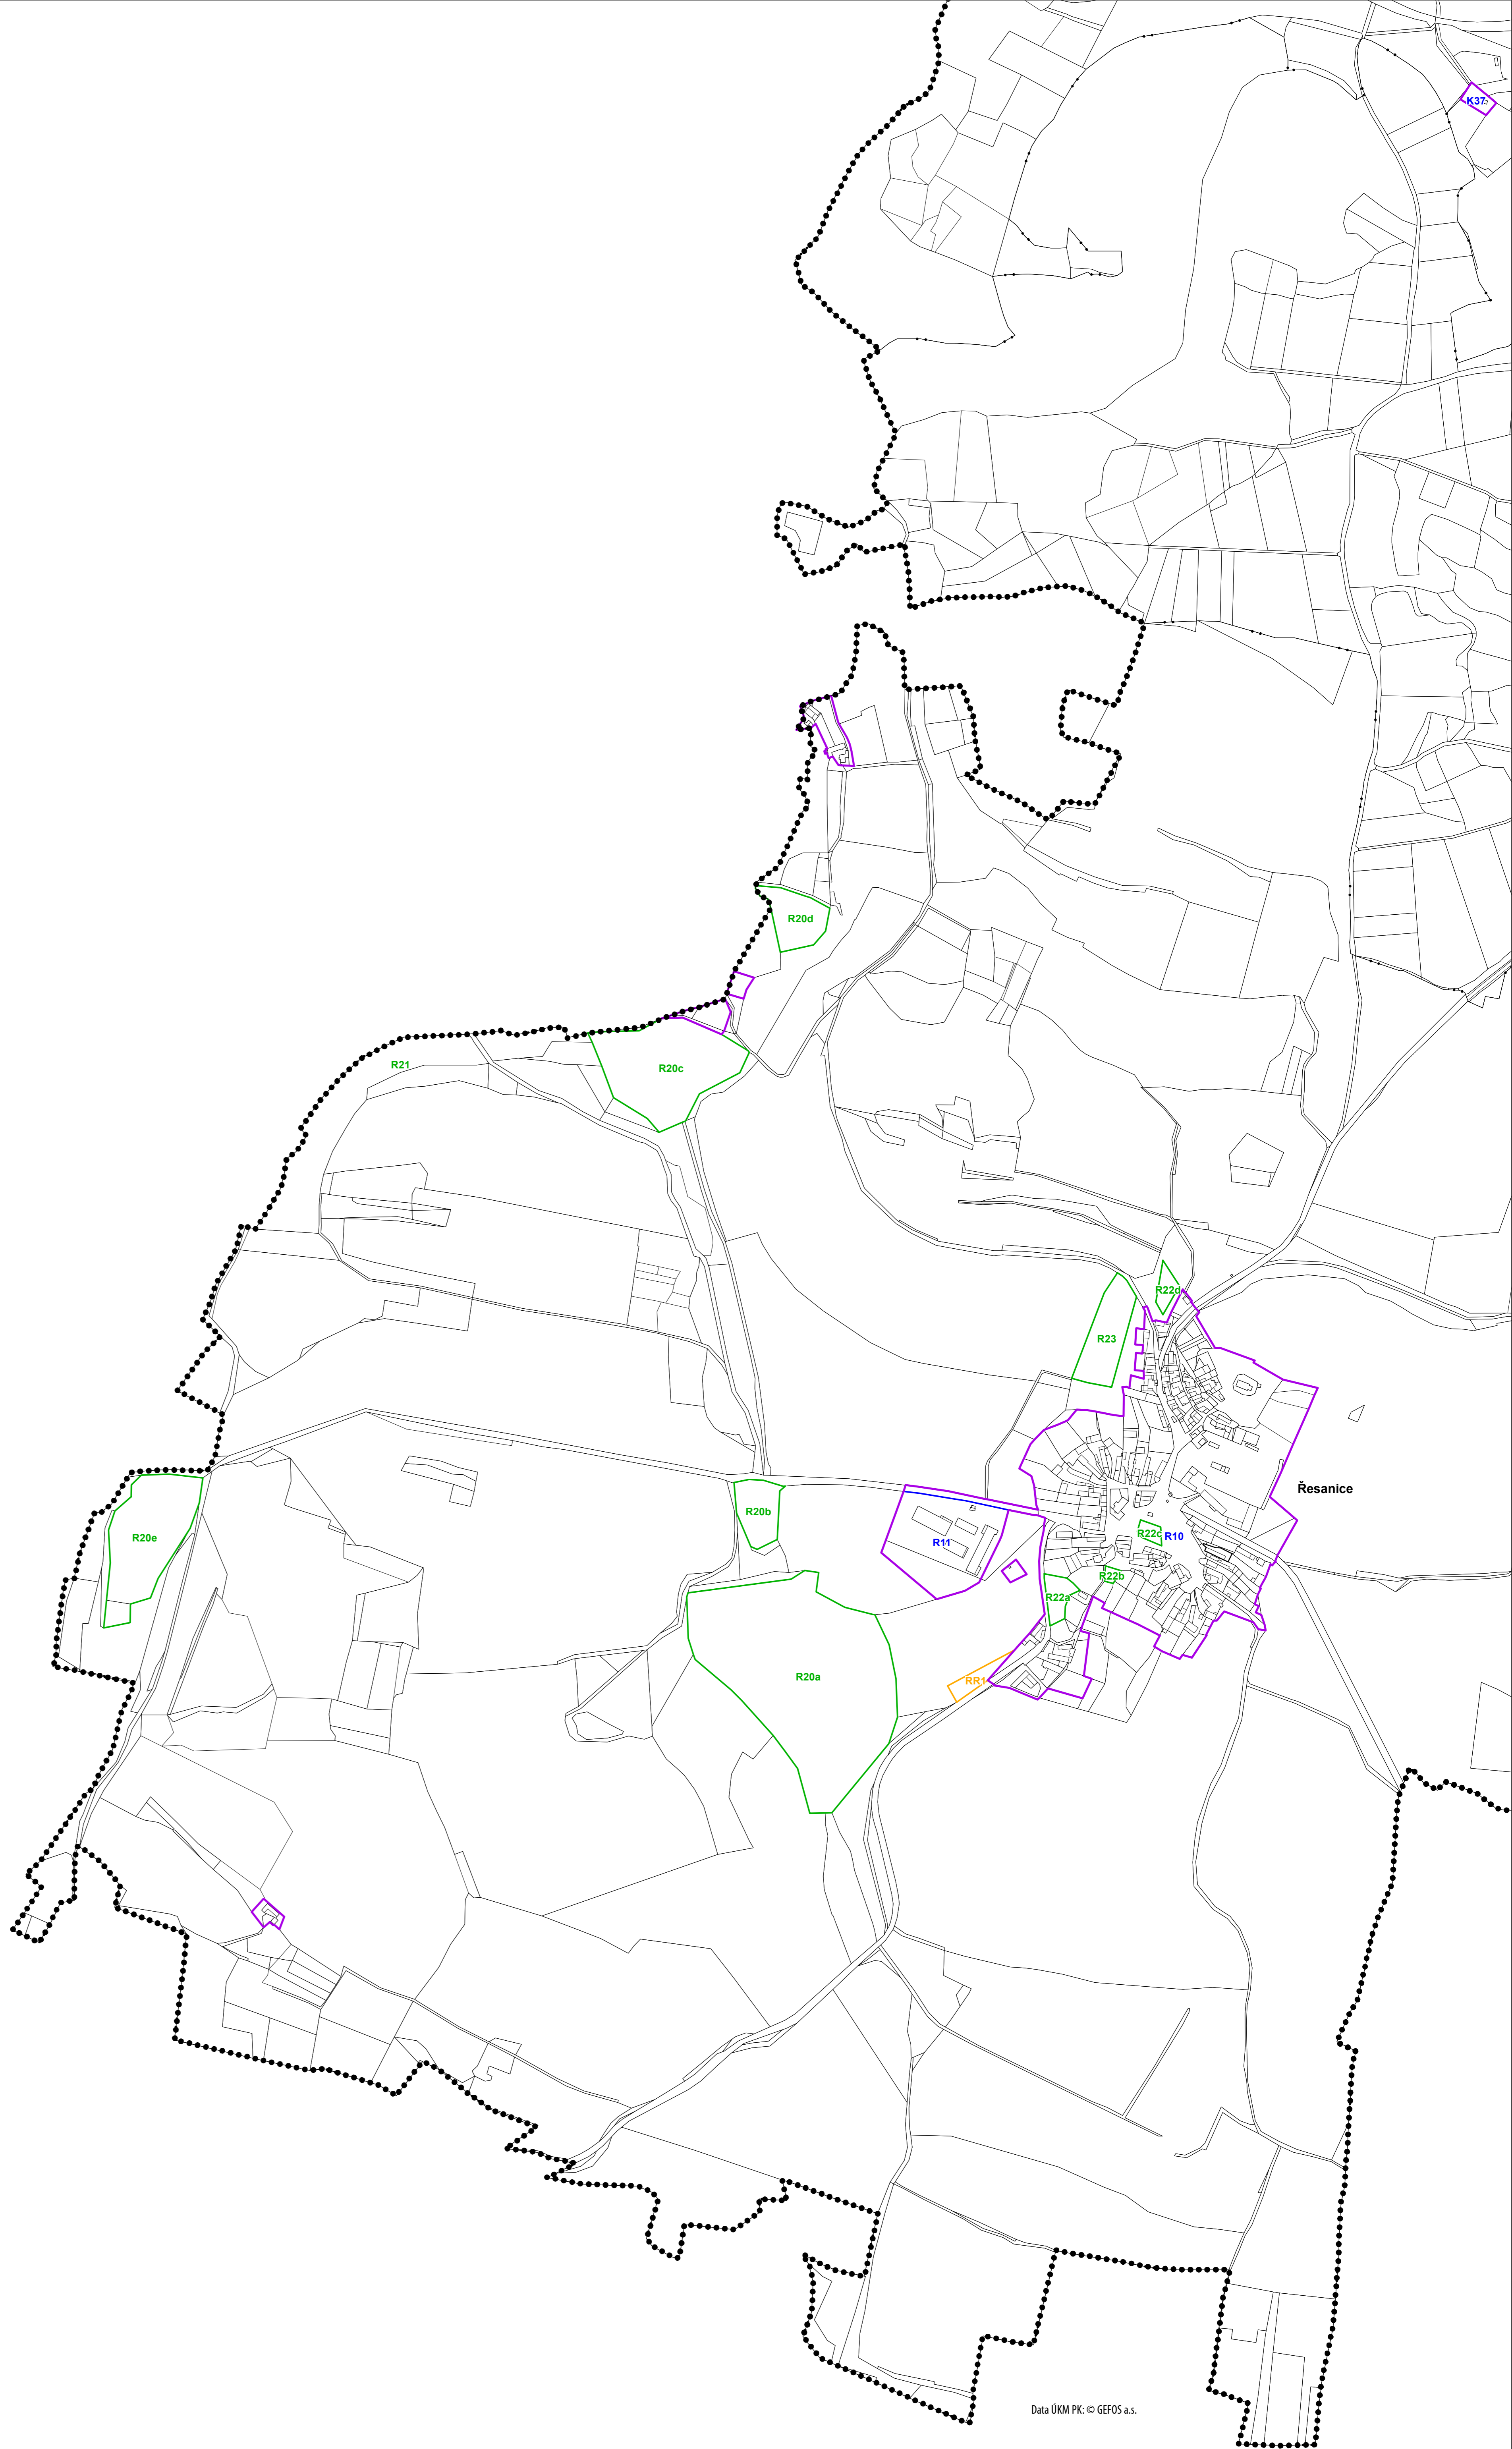 K37
R20d
R21
R20c
R22d
R23
Řesanice
R20b
R22c
R10
R20e
R11
R22b
R22a
R20a
RR1
Data ÚKM PK: © GEFOS a.s.